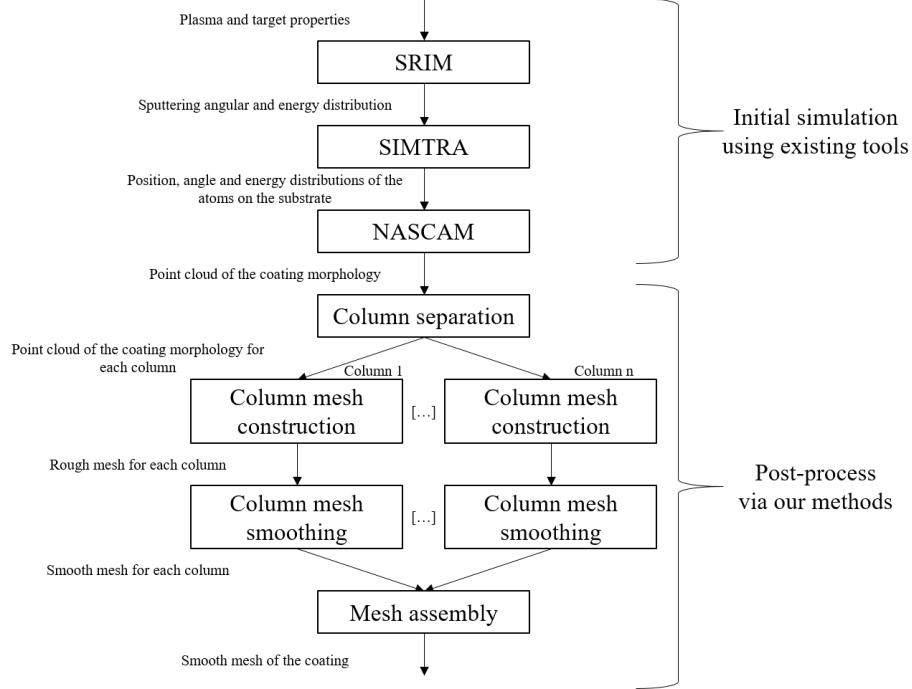 Plasma and target properties
SRIM
Sputtering angular and energy distribution
SIMTRA
Initial simulation
using existing tools
Position, angle and energy distributions of the
atoms on the substrate
NASCAM
Point cloud of the coating morphology
Column separation
Point cloud of the coating morphology for
each column
Column 1
Column n
Column mesh
construction
[...]
Column mesh
construction
Rough mesh for each column
Post-process
via our methods
Column mesh
smoothing
[...]
Column mesh
smoothing
Smooth mesh for each column
Mesh assembly
Smooth mesh of the coating